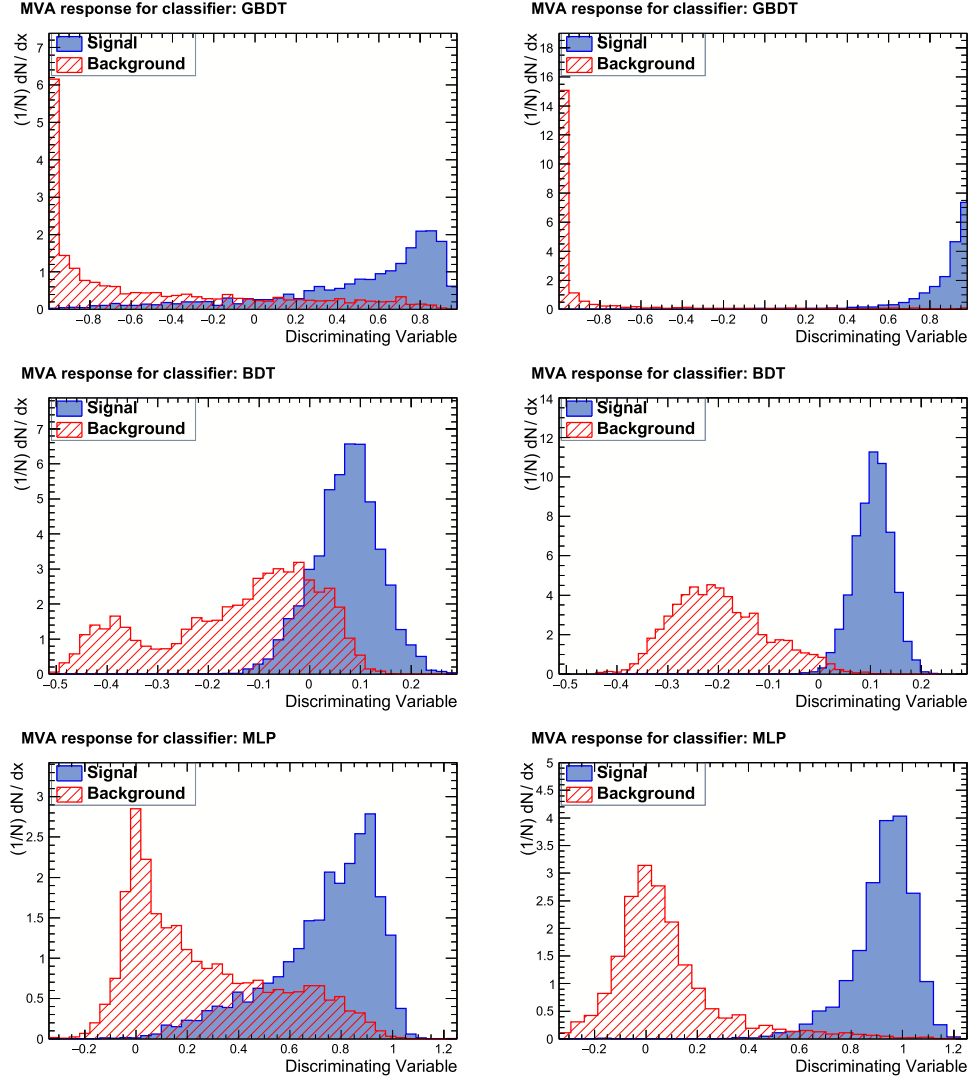 MVA response for classifier: GBDT
(1/N) dN/ dx
Signal
Background
7
6
5
4
3
2
1
0
−0.8 −0.6 −0.4 −0.2 0 0.2 0.4 0.6 0.8
Discriminating Variable
MVA response for classifier: GBDT
(1/N) dN/ dx
Signal
Background
18
16
14
12
10
8
6
4
2
0
−0.8 −0.6 −0.4 −0.2 0 0.2 0.4 0.6 0.8
Discriminating Variable
MVA response for classifier: BDT
(1/N) dN/ dx
Signal
Background
7
6
5
4
3
2
1
0
−0.5 −0.4 −0.3 −0.2 −0.1 0 0.1 0.2
Discriminating Variable
MVA response for classifier: BDT
(1/N) dN/ dx
Signal
Background
14
12
10
8
6
4
2
0
−0.5 −0.4 −0.3 −0.2 −0.1 0 0.1 0.2
Discriminating Variable
MVA response for classifier: MLP
(1/N) dN/ dx
Signal
Background
3
2.5
2
1.5
1
0.5
0
−0.2 0 0.2 0.4 0.6 0.8 1 1.2
Discriminating Variable
MVA response for classifier: MLP
(1/N) dN/ dx
Signal
Background
5
4.5
4
3.5
3
2.5
2
1.5
1
0.5
0
−0.2 0 0.2 0.4 0.6 0.8 1 1.2
Discriminating Variable